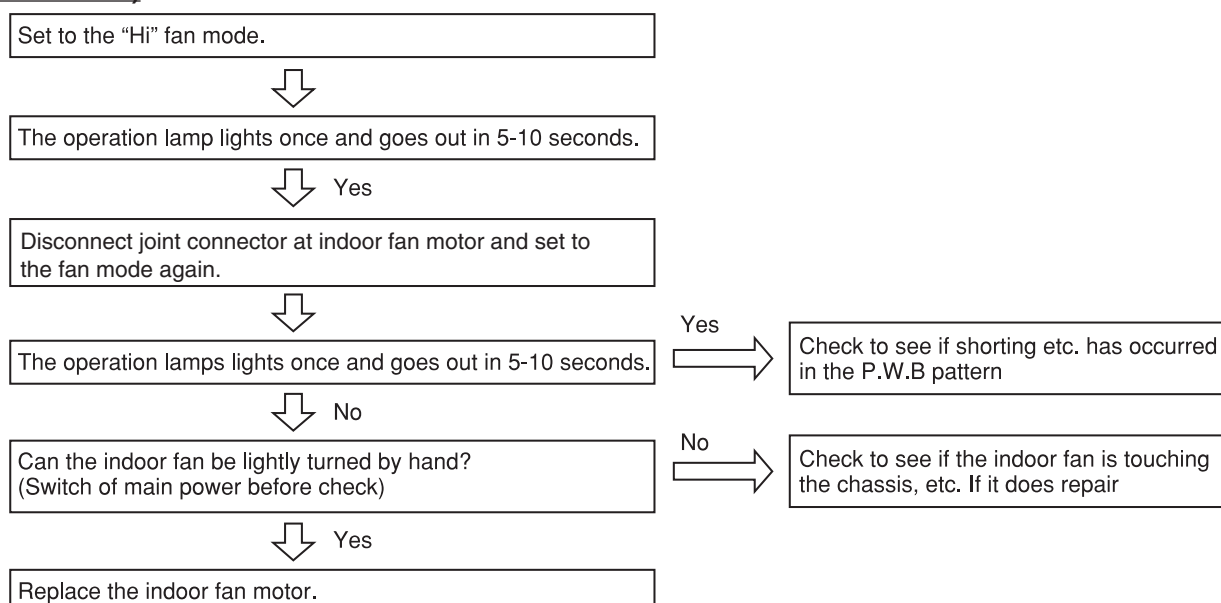 Set to the “Hi” fan mode.
The operation lamp lights once and goes out in 5-10 seconds.
Yes
Disconnect joint connector at indoor fan motor and set to
the fan mode again.
The operation lamps lights once and goes out in 5-10 seconds.
Yes
Check to see if shorting etc. has occurred
in the P.W.B pattern
No
Can the indoor fan be lightly turned by hand?
(Switch of main power before check)
No
Check to see if the indoor fan is touching
the chassis, etc. If it does repair
Yes
Replace the indoor fan motor.